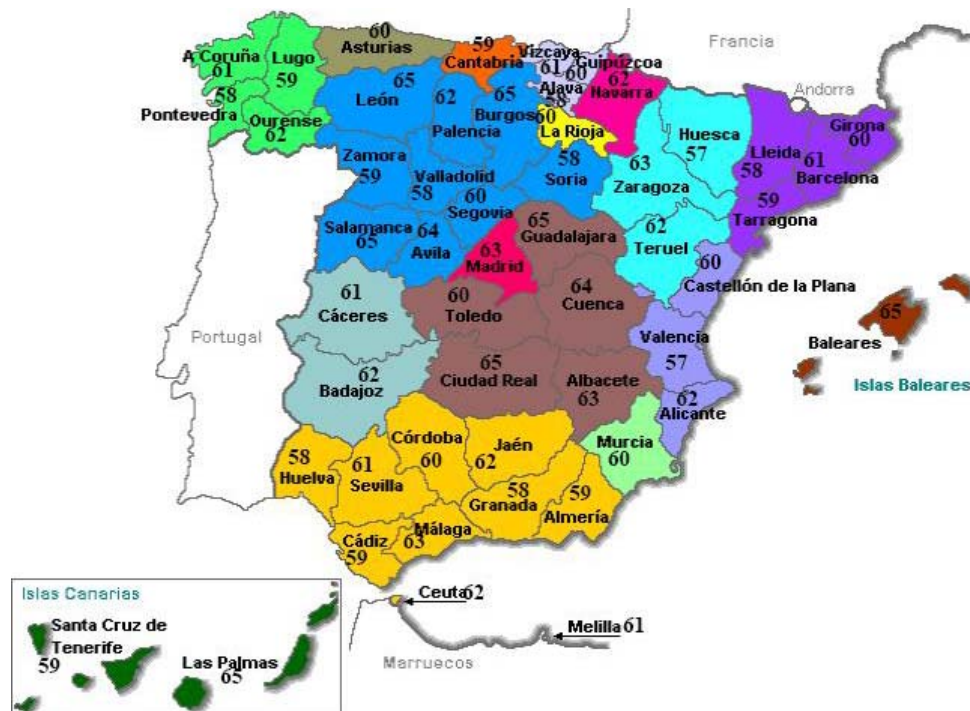 60
Asturias
59
Cantabria
Vizcaya
61
60
Guipúzcoa
Alava
58
62
Navarra
Francia
Andorra
A Coruña
61
Lugo
59
58
Pontevedra
Ourense
62
65
León
62
Palencia
65
Burgos
60
La Rioja
58
Soria
Zamora
59
Valladolíd
58
60
Segovia
Salamanca
65
64
Avila
Huesca
57
63
Zaragoza
62
Teruel
Lleida
58
61
Barcelona
Girona
60
59
Tarragona
63
Madrid
65
Guadalajara
64
Cuenca
60
Toledo
65
Ciudad Real
Albacete
63
60
Castellón de la Plana
Valencia
57
62
Alicante
65
Baleares
Islas Baleares
Portugal
61
Cáceres
62
Badajoz
58
Huelva
61
Sevilla
Córdoba
60
Jaén
62
58
Granada
59
Almería
Murcia
60
Cádiz
59
Málaga
63
Ceuta 62
Melilla 61
Marruecos
Islas Canarias
Santa Cruz de
Tenerife
59
Las Palmas
65